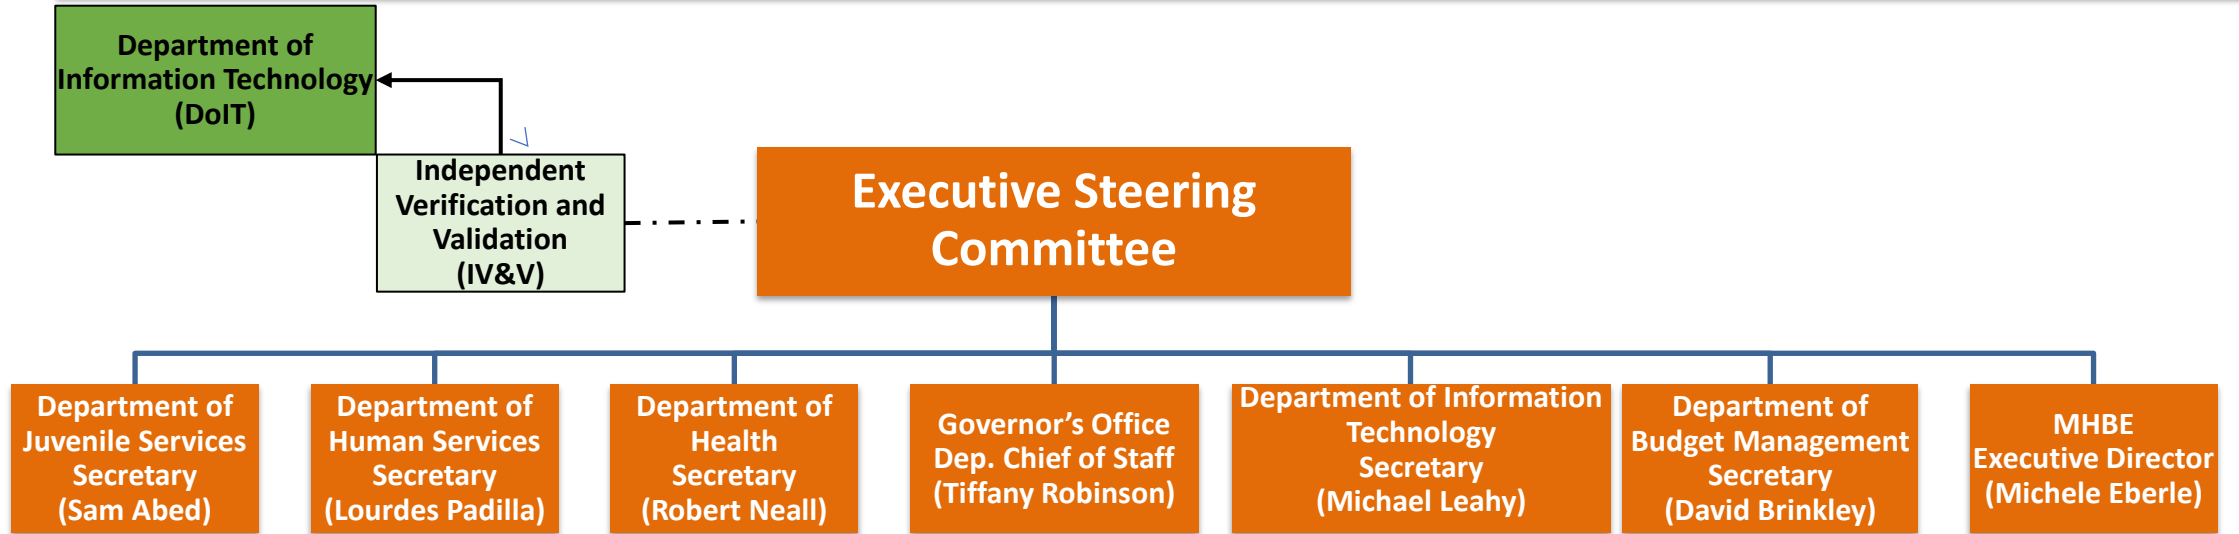 Department of
Information Technology
(DoIT)
Independent
Verification and
Validation
(IV&V)
Executive Steering
Committee
Department of
Juvenile Services
Secretary
(Sam Abed)
Department of
Human Services
Secretary
(Lourdes Padilla)
Department of
Health
Secretary
(Robert Neall)
Governor's Office
Dep. Chief of Staff
(Tiffany Robinson)
Department of Information
Technology
Secretary
(Michael Leahy)
Department of
Budget Management
Secretary
(David Brinkley)
MHBE
Executive Director
(Michele Eberle)